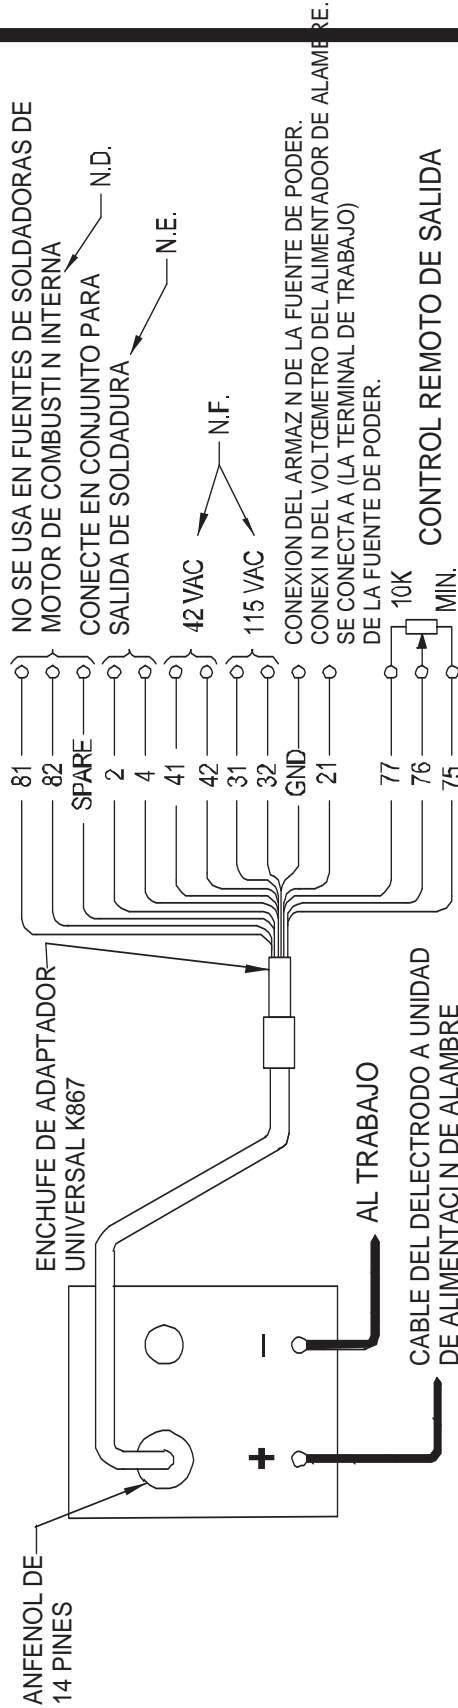 ANFENOL DE
14 PINES
ENCHUFE DE ADAPTADOR
UNIVERSAL K867
+
–
AL TRABAJO
CABLE DEL DELECTRODO A UNIDAD
DE ALIMENTACI N DE ALAMBRE
81
82
SPARE
2
4
41
42
31
32
GND
21
77
76
75
NO SE USA EN FUENTES DE SOLDADORAS DE
MOTOR DE COMBUSTI N INTERNA
N.D.
CONECTE EN CONJUNTO PARA
SALIDA DE SOLDADURA
N.E.
42 VAC
115 VAC
N.F.
CONEXION DEL ARMAZ N DE LA FUENTE DE PODER.
CONEXI N DEL VOLTŒMETRO DEL ALIMENTADOR DE ALAMBRE.
SE CONECTA A (LA TERMINAL DE TRABAJO)
DE LA FUENTE DE PODER.
10K
MIN.
CONTROL REMOTO DE SALIDA